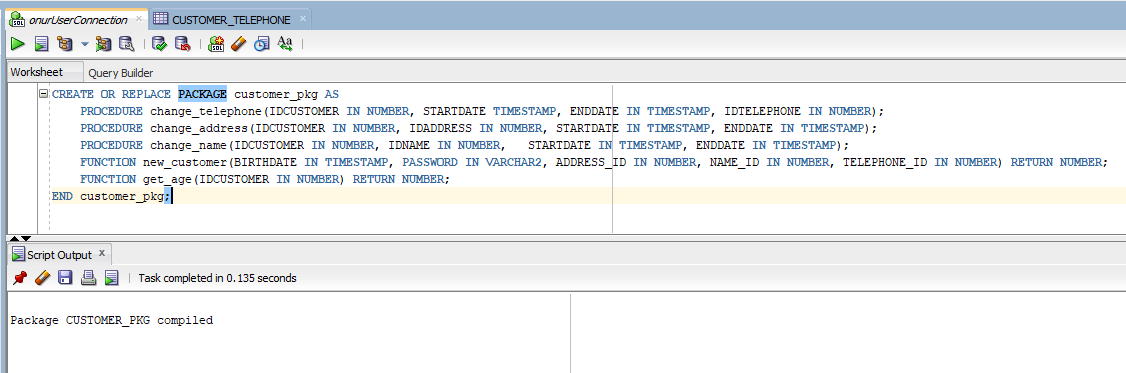 onurUserConnection × CUSTOMER_TELEPHONE ×
Worksheet Query Builder
CREATE OR REPLACE PACKAGE customer_pkg AS
PROCEDURE change_telephone(IDCUSTOMER IN NUMBER, STARTDATE TIMESTAMP, ENDDATE IN TIMESTAMP, IDTELEPHONE IN NUMBER);
PROCEDURE change_address(IDCUSTOMER IN NUMBER, IDADDRESS IN NUMBER, STARTDATE IN TIMESTAMP, ENDDATE IN TIMESTAMP);
PROCEDURE change_name(IDCUSTOMER IN NUMBER, IDNAME IN NUMBER,   STARTDATE IN TIMESTAMP, ENDDATE IN TIMESTAMP);
FUNCTION new_customer(BIRTHDATE IN TIMESTAMP, PASSWORD IN VARCHAR2, ADDRESS_ID IN NUMBER, NAME_ID IN NUMBER, TELEPHONE_ID IN NUMBER) RETURN NUMBER;
FUNCTION get_age(IDCUSTOMER IN NUMBER) RETURN NUMBER;
END customer_pkg;
Script Output ×
Task completed in 0.135 seconds
Package CUSTOMER_PKG compiled